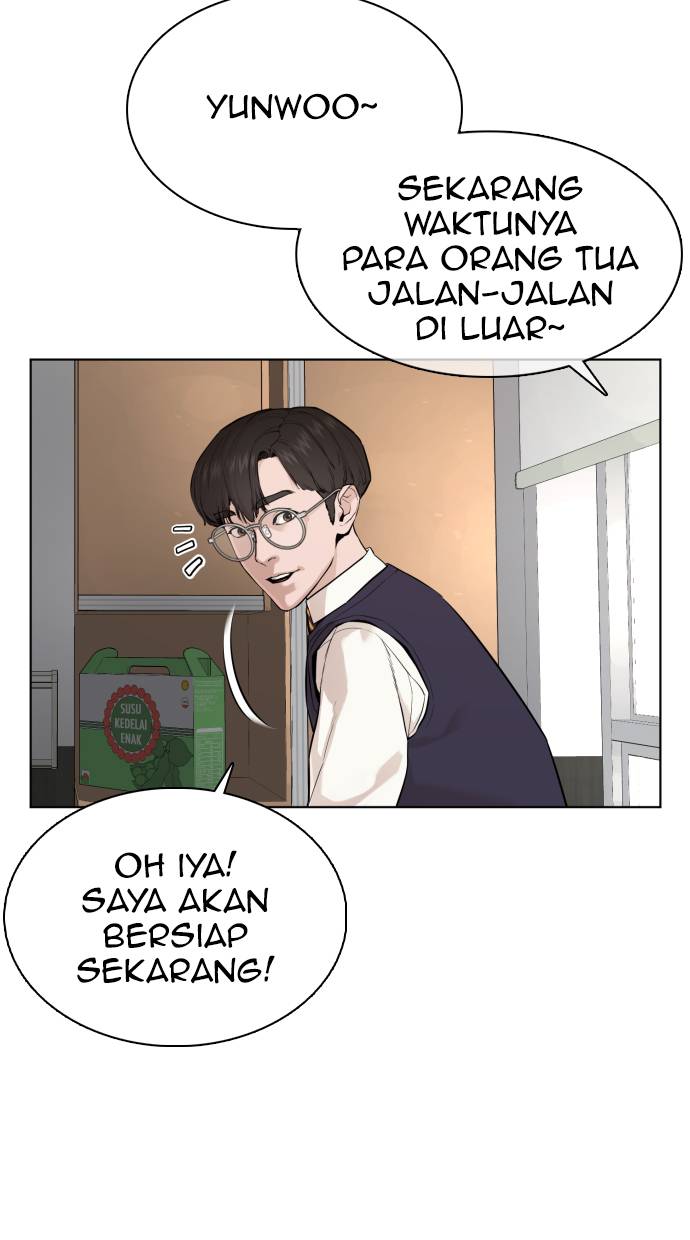 YUNWOO~
SEKARANG
WAKTUNYA
PARA ORANG TUA
JALAN-JALAN
DI LUAR~
SUSU
KEDELAI
ENAK
OH IYA!
SAYA AKAN
BERSIAP
SEKARANG!